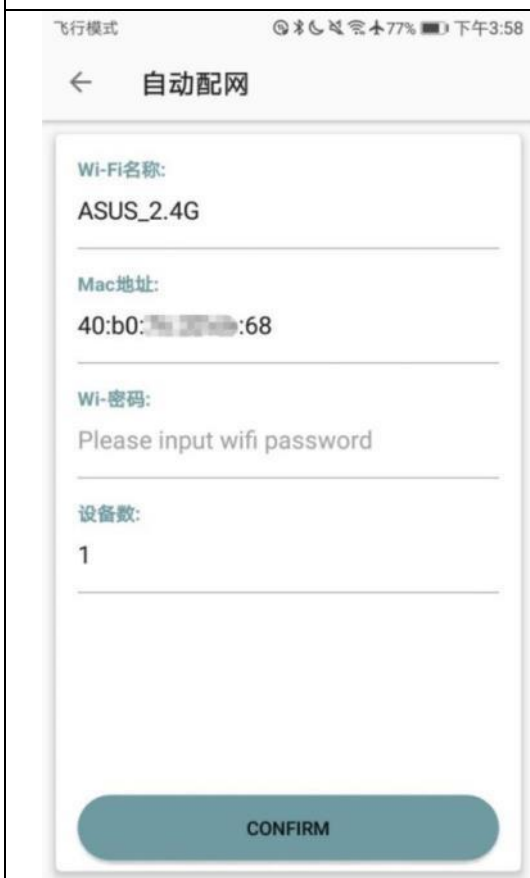 飞行模式 77% 下午3:58
← 自动配网
Wi-Fi名称:
ASUS_2.4G
Mac地址:
40:b0: :68
Wi-密码:
Please input wifi password
设备数:
1
CONFIRM